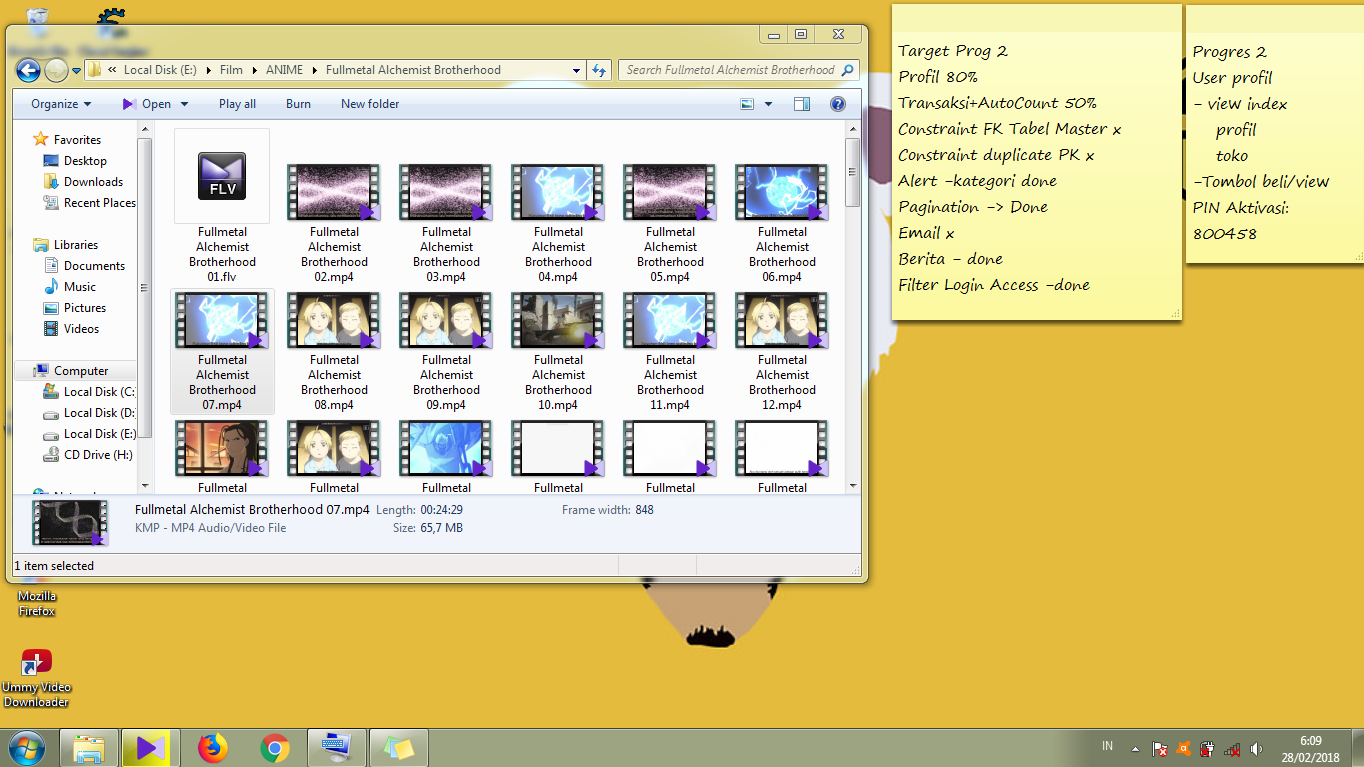 « Local Disk (E:) Film ANIME Fullmetal Alchemist Brotherhood
Search Fullmetal Alchemist Brotherhood
Organize Open Play all Burn New folder
Favorites
Desktop
Downloads
Recent Places
Libraries
Documents
Music
Pictures
Videos
Computer
Local Disk (C:
Local Disk (D:
Local Disk (E:)
CD Drive (H:)
FLV
Fullmetal
Alchemist
Brotherhood
01.flv
Fullmetal
Alchemist
Brotherhood
02.mp4
Fullmetal
Alchemist
Brotherhood
03.mp4
Fullmetal
Alchemist
Brotherhood
04.mp4
Fullmetal
Alchemist
Brotherhood
05.mp4
Fullmetal
Alchemist
Brotherhood
06.mp4
Fullmetal
Alchemist
Brotherhood
07.mp4
Fullmetal
Alchemist
Brotherhood
08.mp4
Fullmetal
Alchemist
Brotherhood
09.mp4
Fullmetal
Alchemist
Brotherhood
10.mp4
Fullmetal
Alchemist
Brotherhood
11.mp4
Fullmetal
Alchemist
Brotherhood
12.mp4
Fullmetal
Fullmetal
Fullmetal
Fullmetal
Fullmetal
Fullmetal
Fullmetal Alchemist Brotherhood 07.mp4 Length: 00:24:29 Frame width: 848
KMP - MP4 Audio/Video File Size: 65,7 MB
1 item selected
Target Prog 2
Profil 80%
Transaksi+AutoCount 50%
Constraint FK Tabel Master x
Constraint duplicate PK x
Alert -kategori done
Pagination -> Done
Email x
Berita - done
Filter Login Access -done
Progres 2
User profil
- view index
profil
toko
-Tombol beli/view
PIN Aktivasi:
800458
Mozilla
Firefox
Ummy Video
Downloader
IN
6:09
28/02/2018